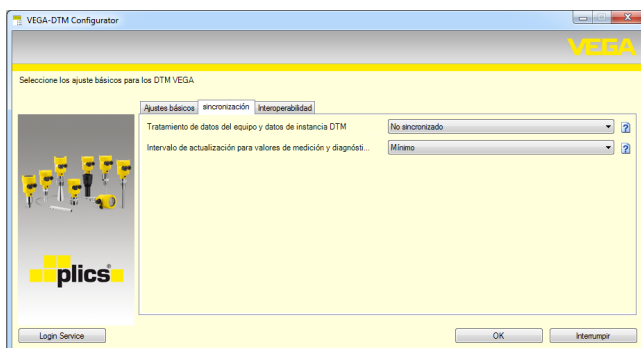 VEGA-DTM Configurator
VEGA
Seleccione los ajuste básicos para los DTM VEGA
Ajustes básicos sincronización Interoperabilidad
Tratamiento de datos del equipo y datos de instancia DTM No sincronizado
Intervalo de actualización para valores de medición y diagnósti... Mínimo
plics
Login Service OK Interrumpir